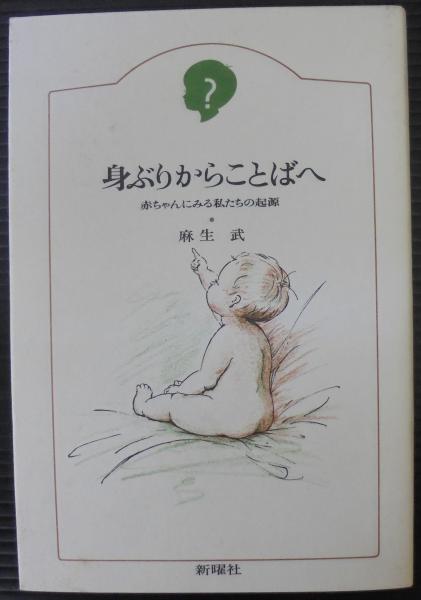 ?
身ぶりからことばへ
赤ちゃんにみる私たちの起源
麻生 武
新曜社